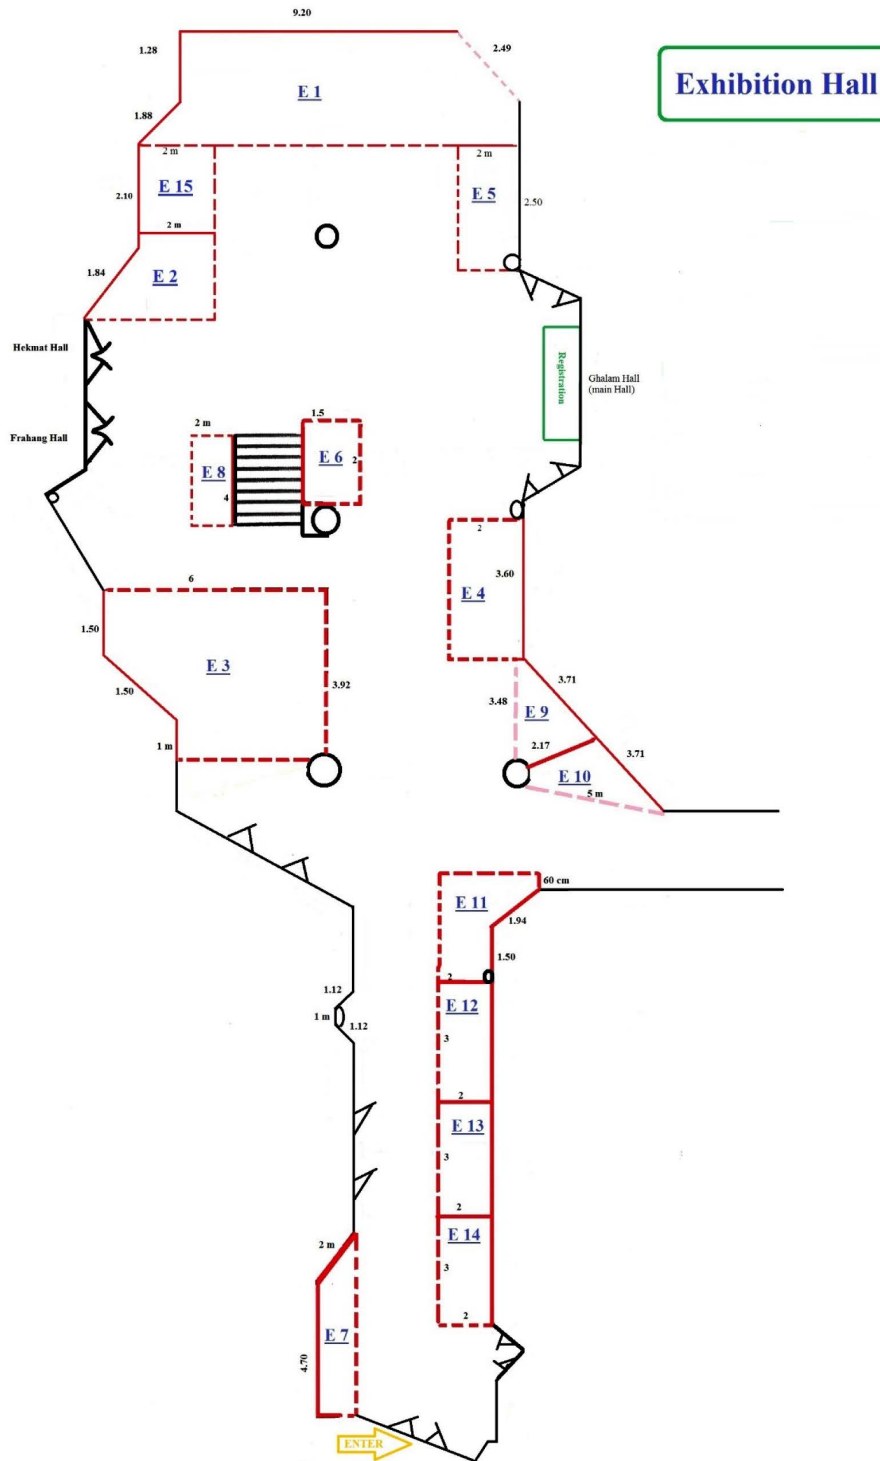 9.20
1.28
2.49
Exhibition Hall
E 1
1.88
2 m
2 m
E 15
E 5
2.10
2.50
2 m
1.84
E 2
Hekmat Hall
Registration
Ghalam Hall
(main Hall)
1.5
2 m
Frahang Hall
E 6
2
E 8
4
2
6
3.60
E 4
1.50
E 3
3.71
1.50
3.92
3.48
E 9
2.17
3.71
1 m
E 10
5 m
60 cm
E 11
1.94
1.50
2
1.12
E 12
1 m
1.12
3
2
E 13
3
2
E 14
2 m
3
2
E 7
4.70
ENTER